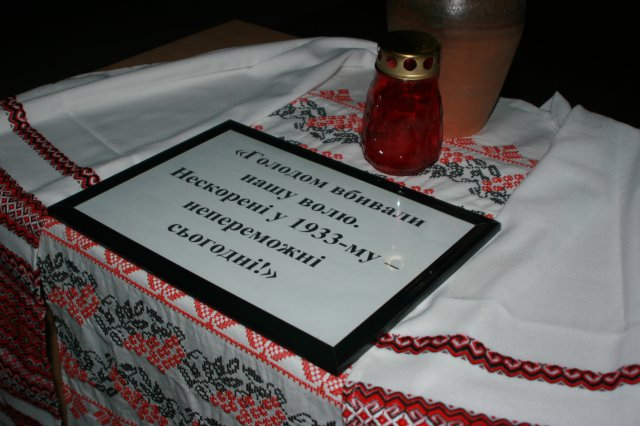 «Голодом вбивали
нашу волю.
Нескорені у 1933-му –
непереможні
сьогодні!»